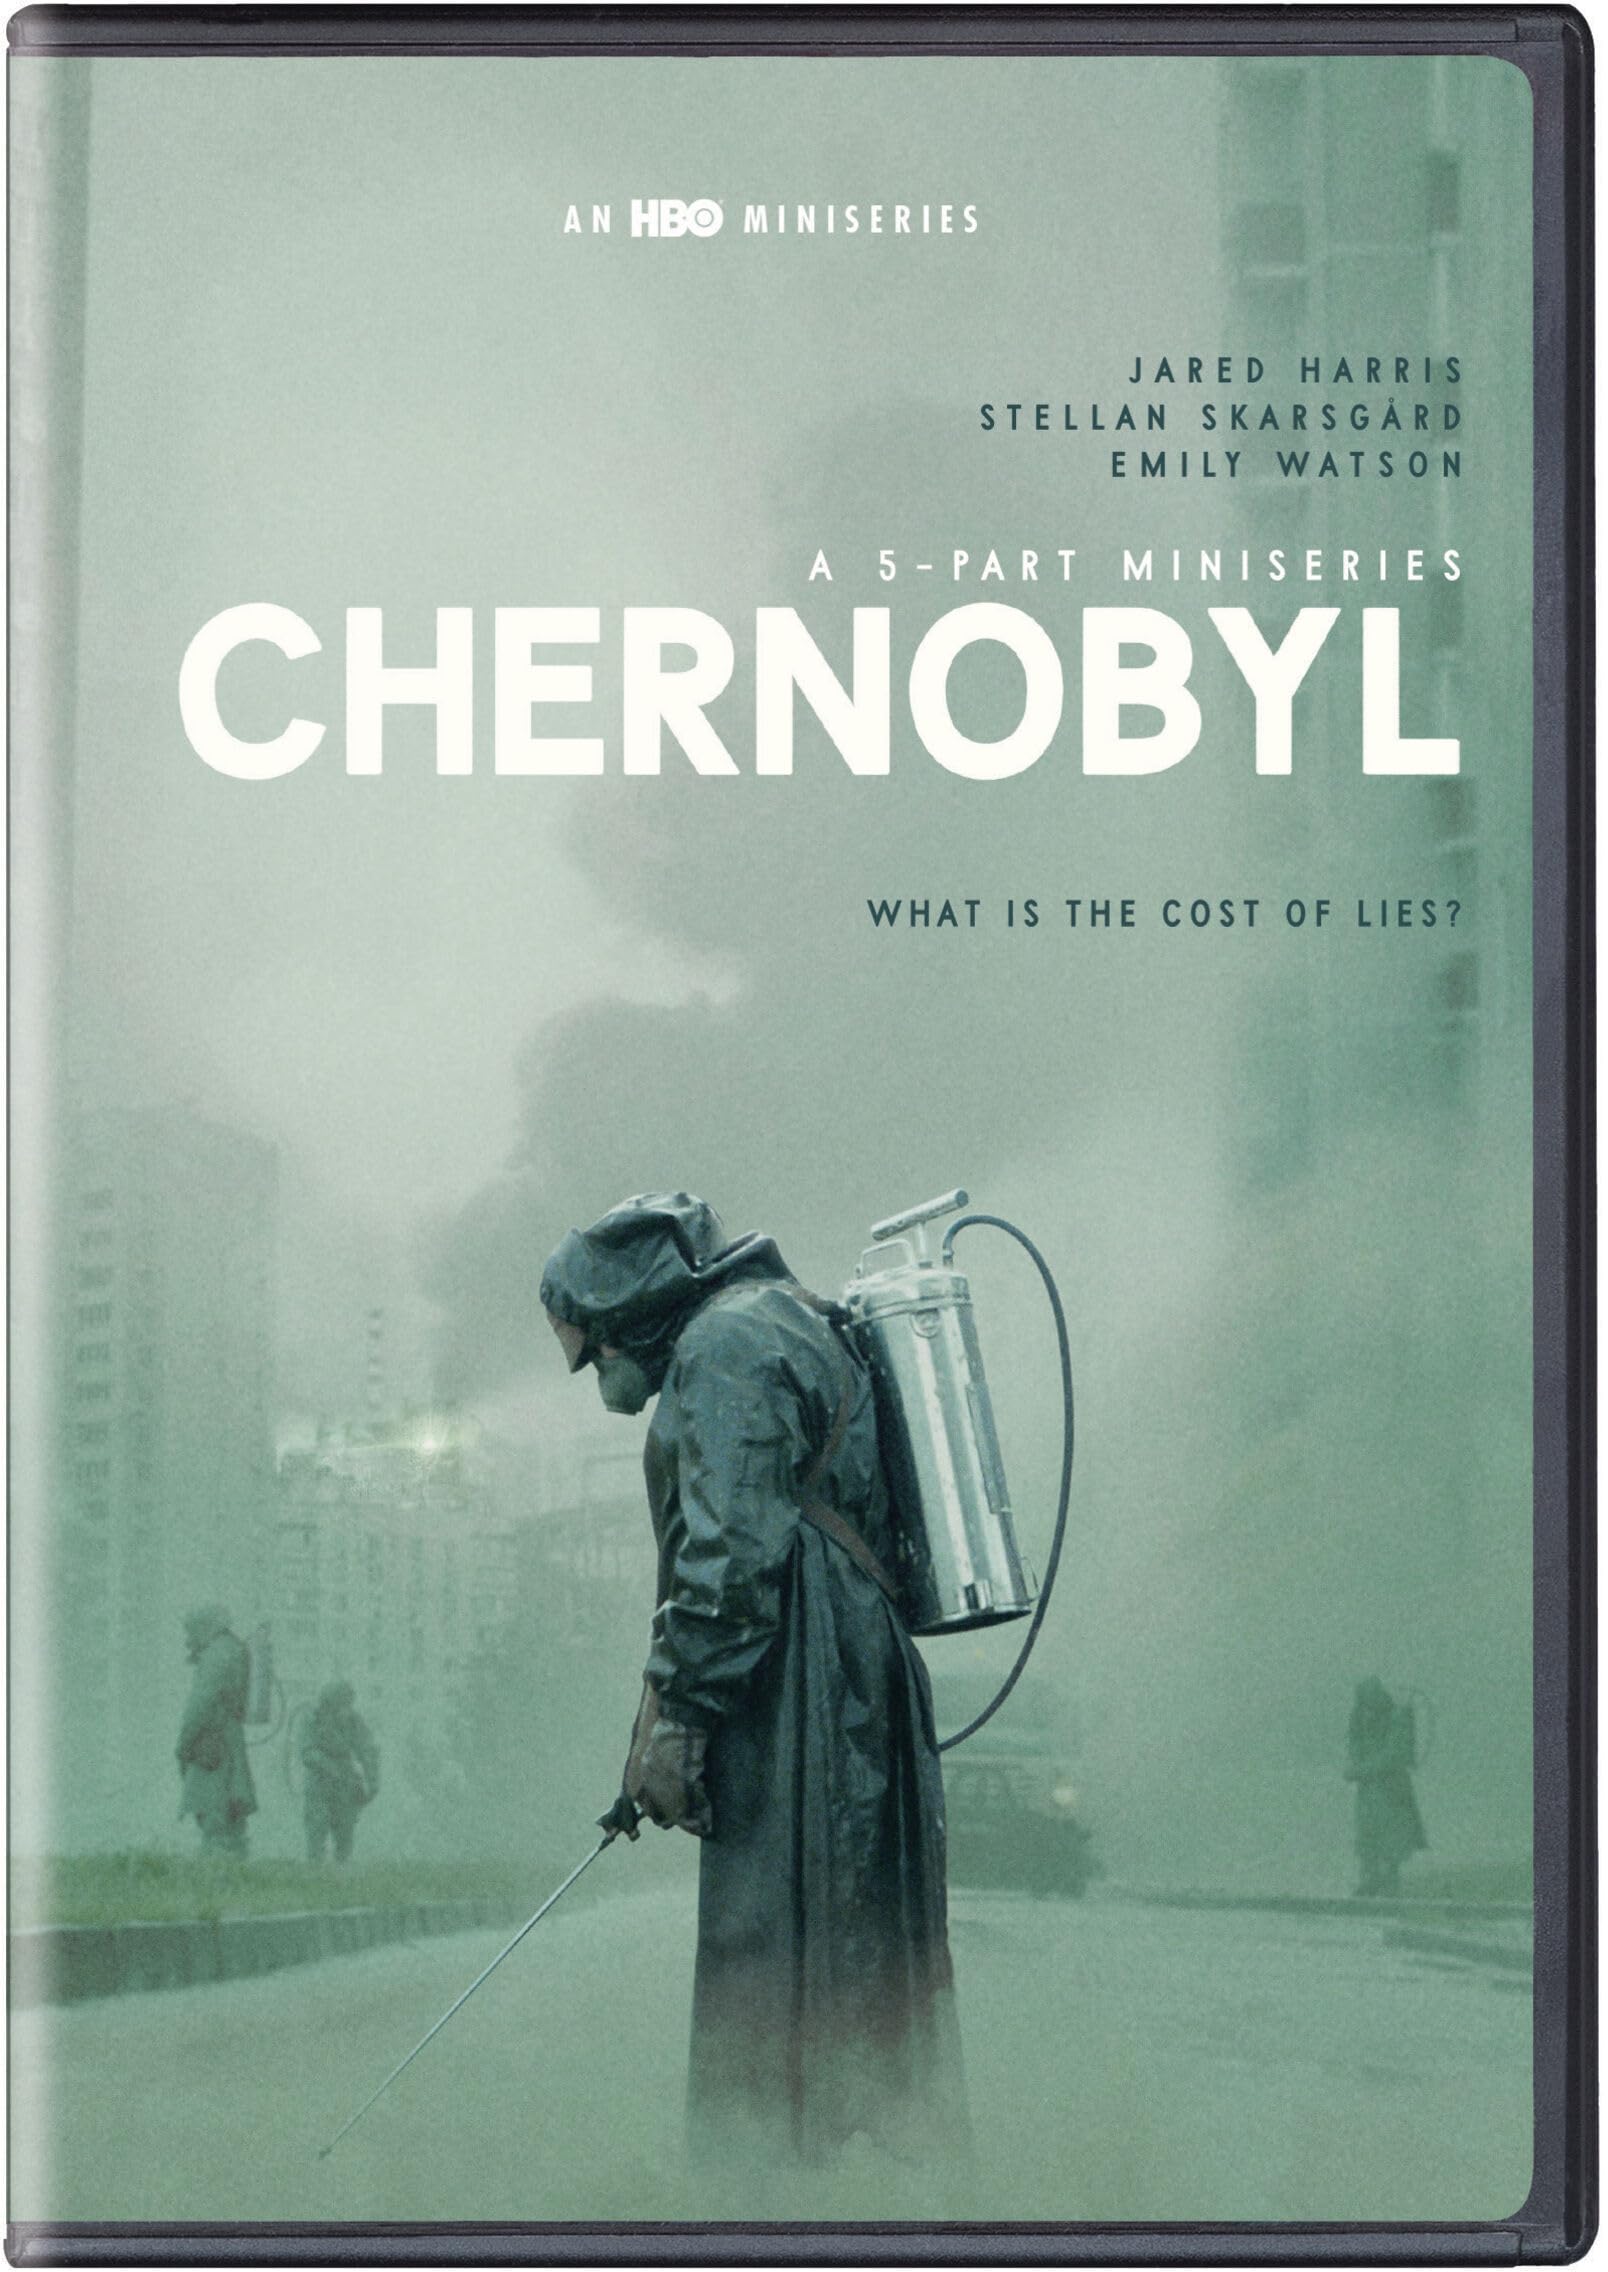 AN HBO MINISERIES
JARED HARRIS
STELLAN SKARSGÅRD
EMILY WATSON
A 5-PART MINISERIES
CHERNOBYL
WHAT IS THE COST OF LIES?